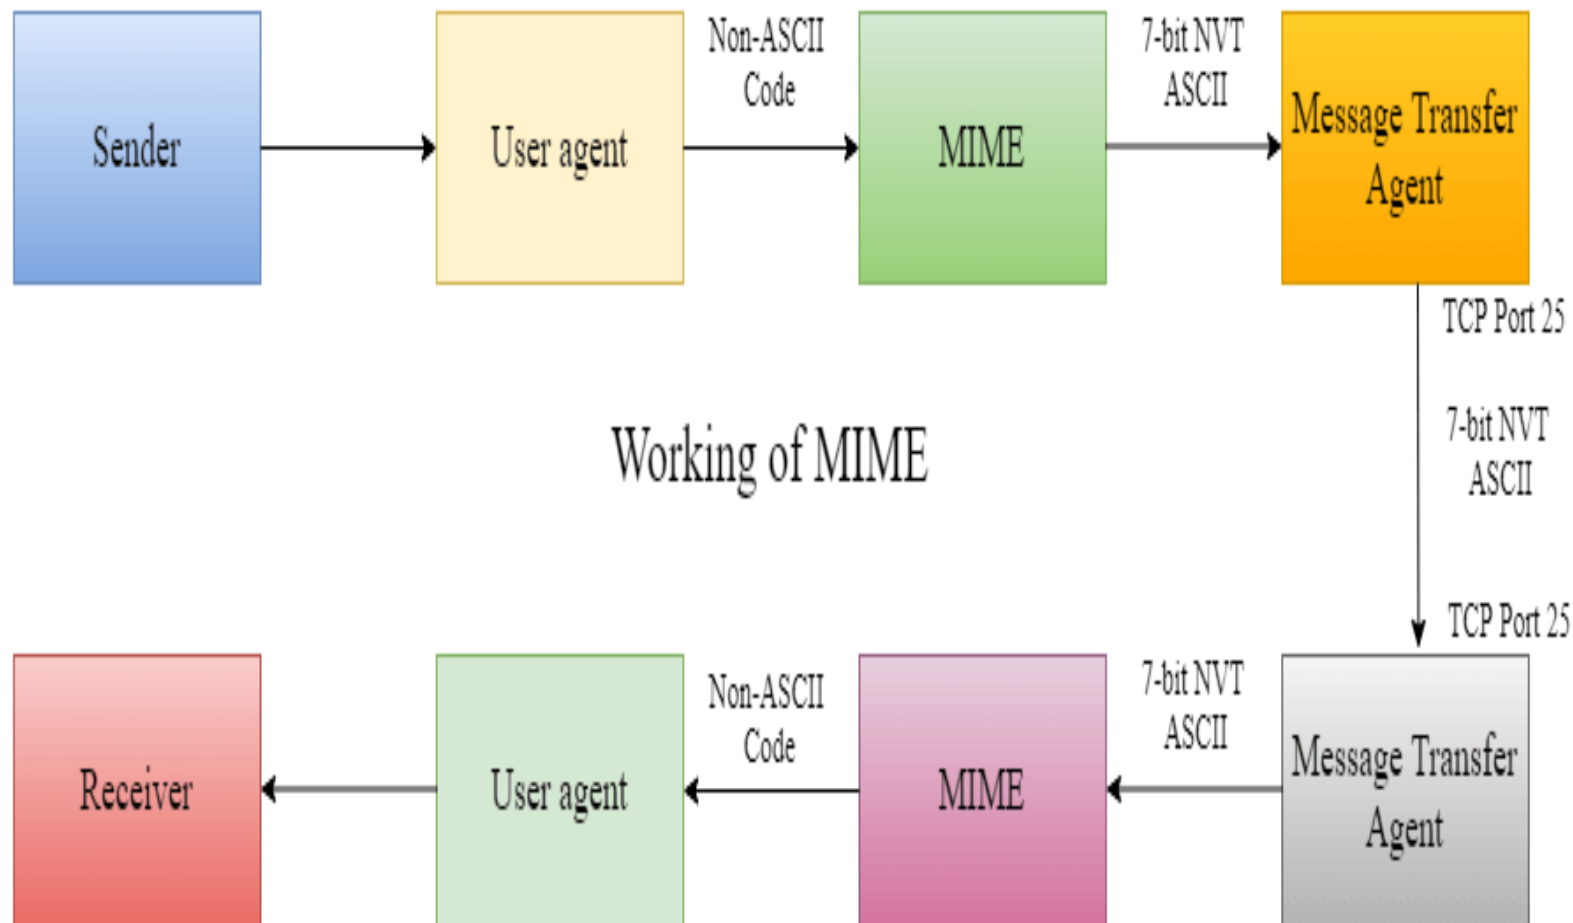 Sender
User agent
Non-ASCII
Code
MIME
7-bit NVT
ASCII
Message Transfer
Agent
TCP Port 25
7-bit NVT
ASCII
TCP Port 25
Working of MIME
Message Transfer
Agent
7-bit NVT
ASCII
MIME
Non-ASCII
Code
User agent
Receiver